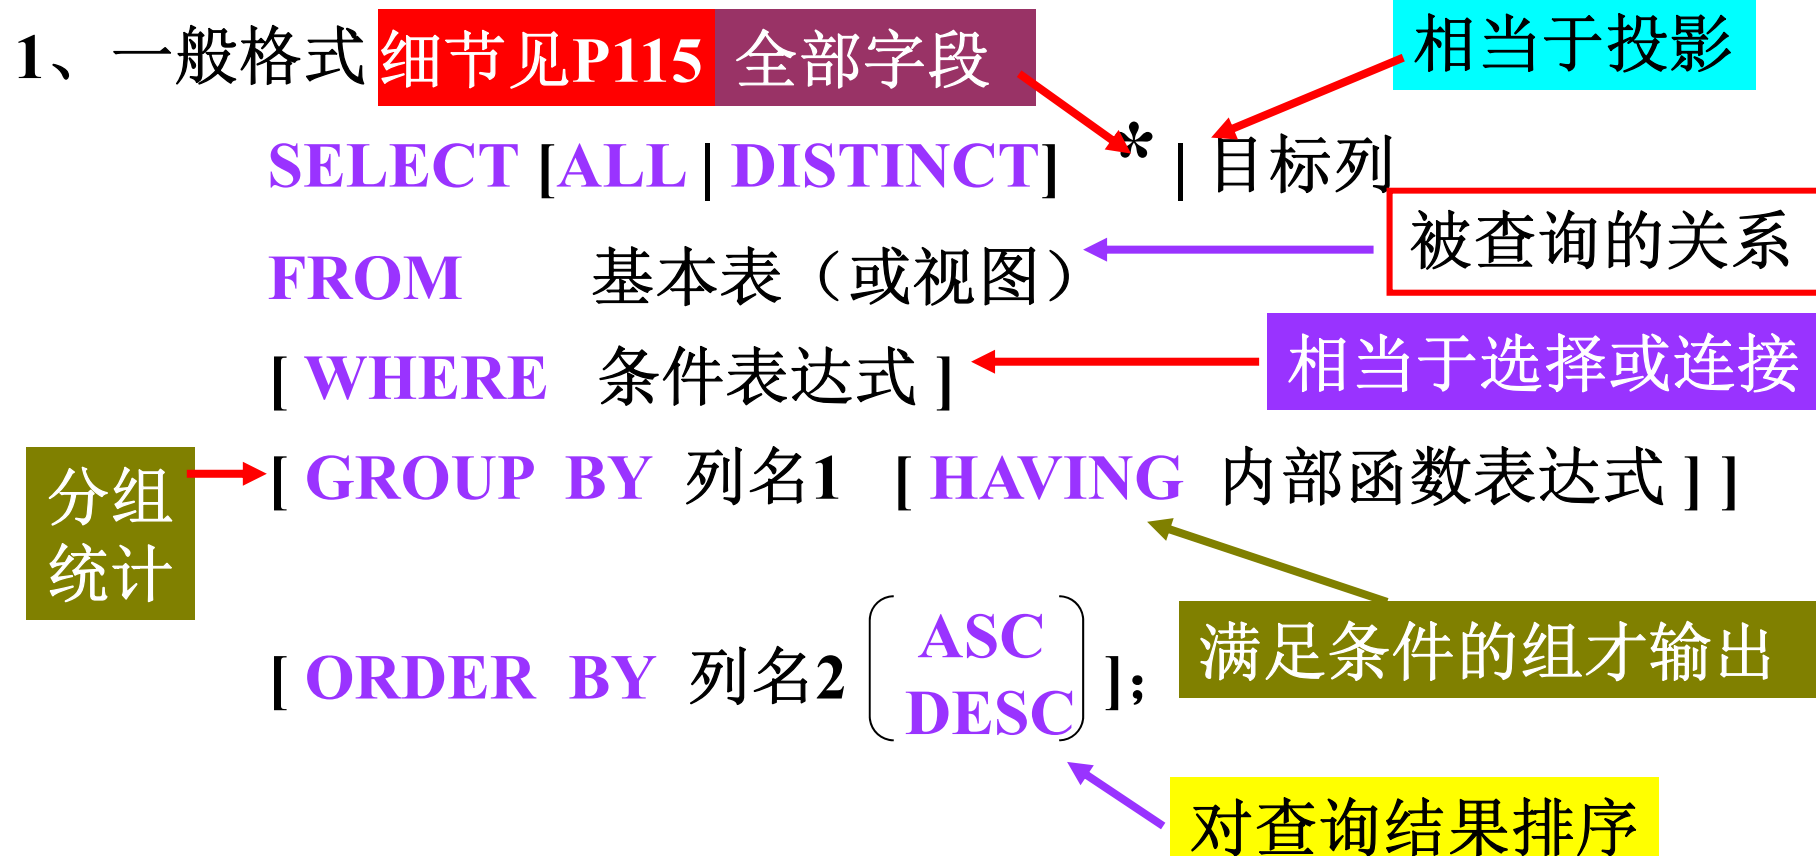 1、一般格式 细节见P115 全部字段
相当于投影
SELECT [ALL | DISTINCT] * | 目标列
被查询的关系
FROM 基本表（或视图）
[ WHERE 条件表达式 ]
相当于选择或连接
分组
统计
[ GROUP BY 列名1 [ HAVING 内部函数表达式 ] ]
满足条件的组才输出
ASC
[ ORDER BY 列名2 ]；
DESC
对查询结果排序